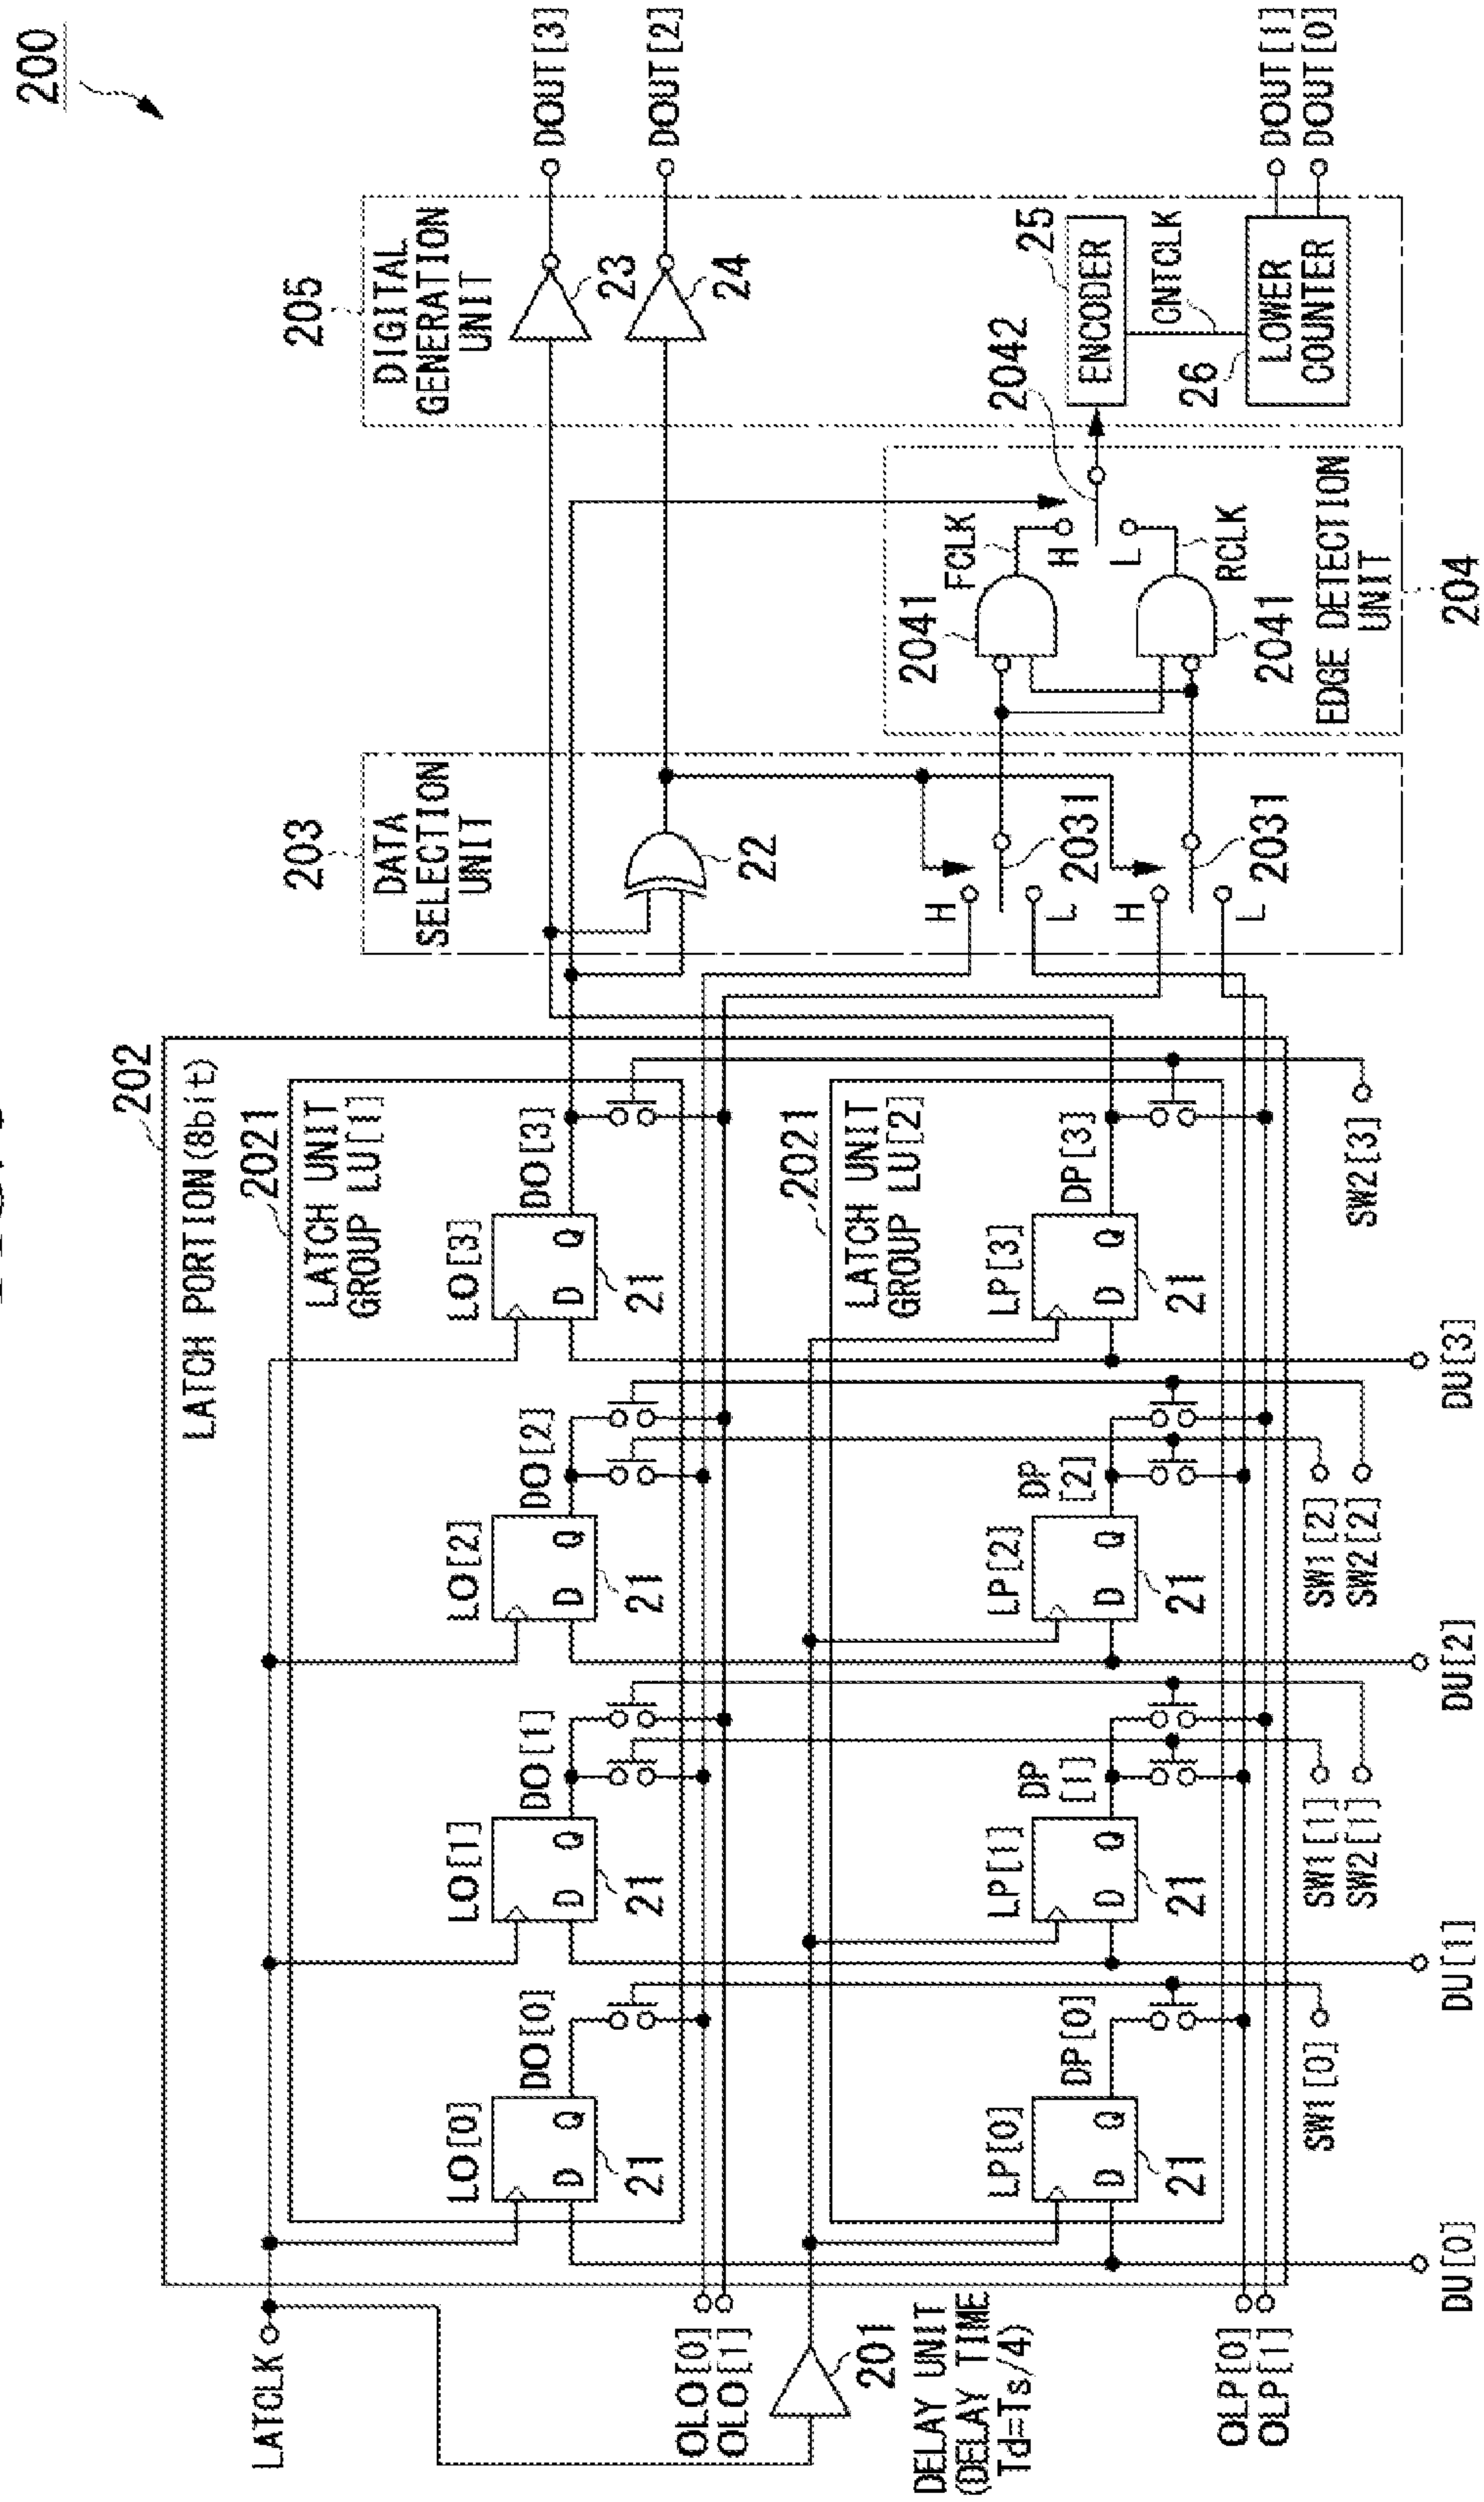 200
202
LATCH PORTION(8bit)
2021
LATCH UNIT
GROUP LU[1]
LATCLK
LO[0]
D Q
21
DO[0]
LO[1]
D Q
21
DO[1]
LO[2]
D Q
21
DO[2]
LO[3]
D Q
21
DO[3]
OLO[0]
OLO[1]
201
DELAY UNIT
(DELAY TIME
Td=Ts/4)
2021
LATCH UNIT
GROUP LU[2]
LP[0]
D Q
21
DP[0]
LP[1]
D Q
21
DP
[1]
LP[2]
D Q
21
DP
[2]
LP[3]
D Q
21
DP[3]
OLP[0]
OLP[1]
SW1[0]
SW1[1]
SW2[1]
SW1[2]
SW2[2]
SW2[3]
DU[0]
DU[1]
DU[2]
DU[3]
203
DATA
SELECTION
UNIT
22
H
L
2031
H
L
2031
2041
FCLK
H
2042
L
RCLK
2041
EDGE DETECTION
UNIT
204
205
DIGITAL
GENERATION
UNIT
23
24
25
ENCODER
CNTCLK
26
LOWER
COUNTER
DOUT[3]
DOUT[2]
DOUT[1]
DOUT[0]